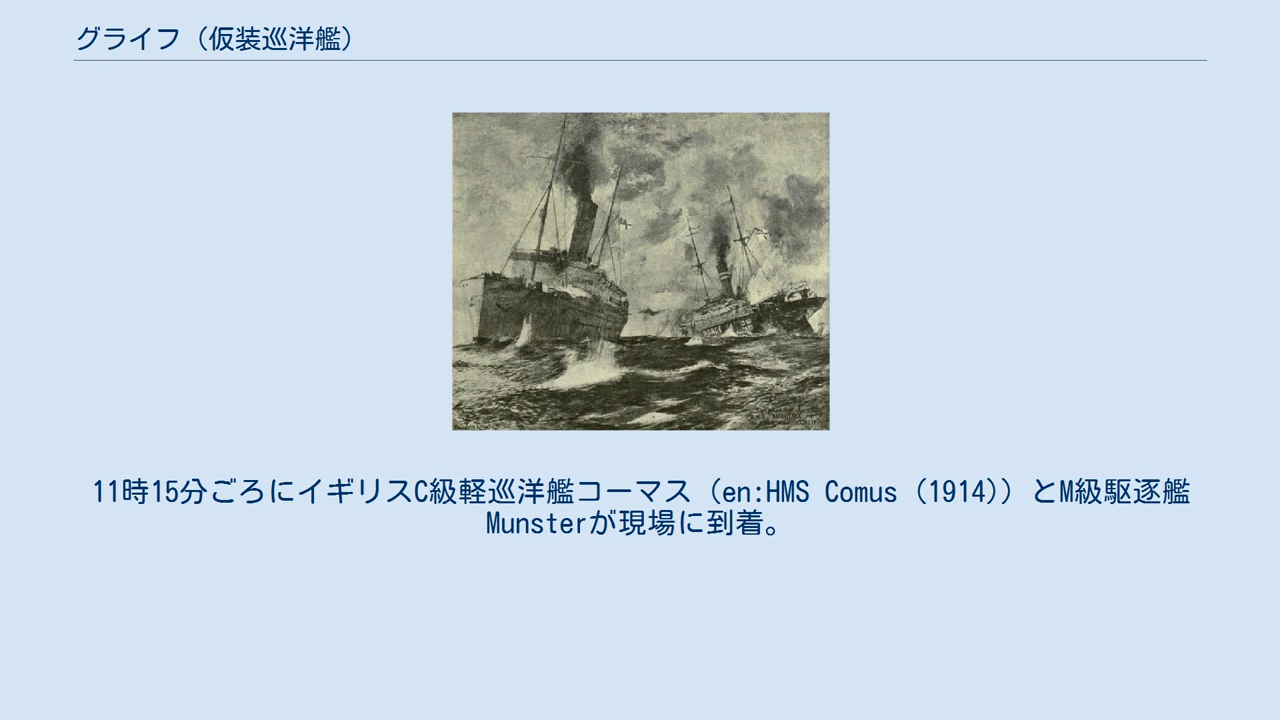 グライフ（仮装巡洋艦）
11時15分ごろにイギリスC級軽巡洋艦コーマス（en:HMS Comus（1914））とM級駆逐艦
Munsterが現場に到着。